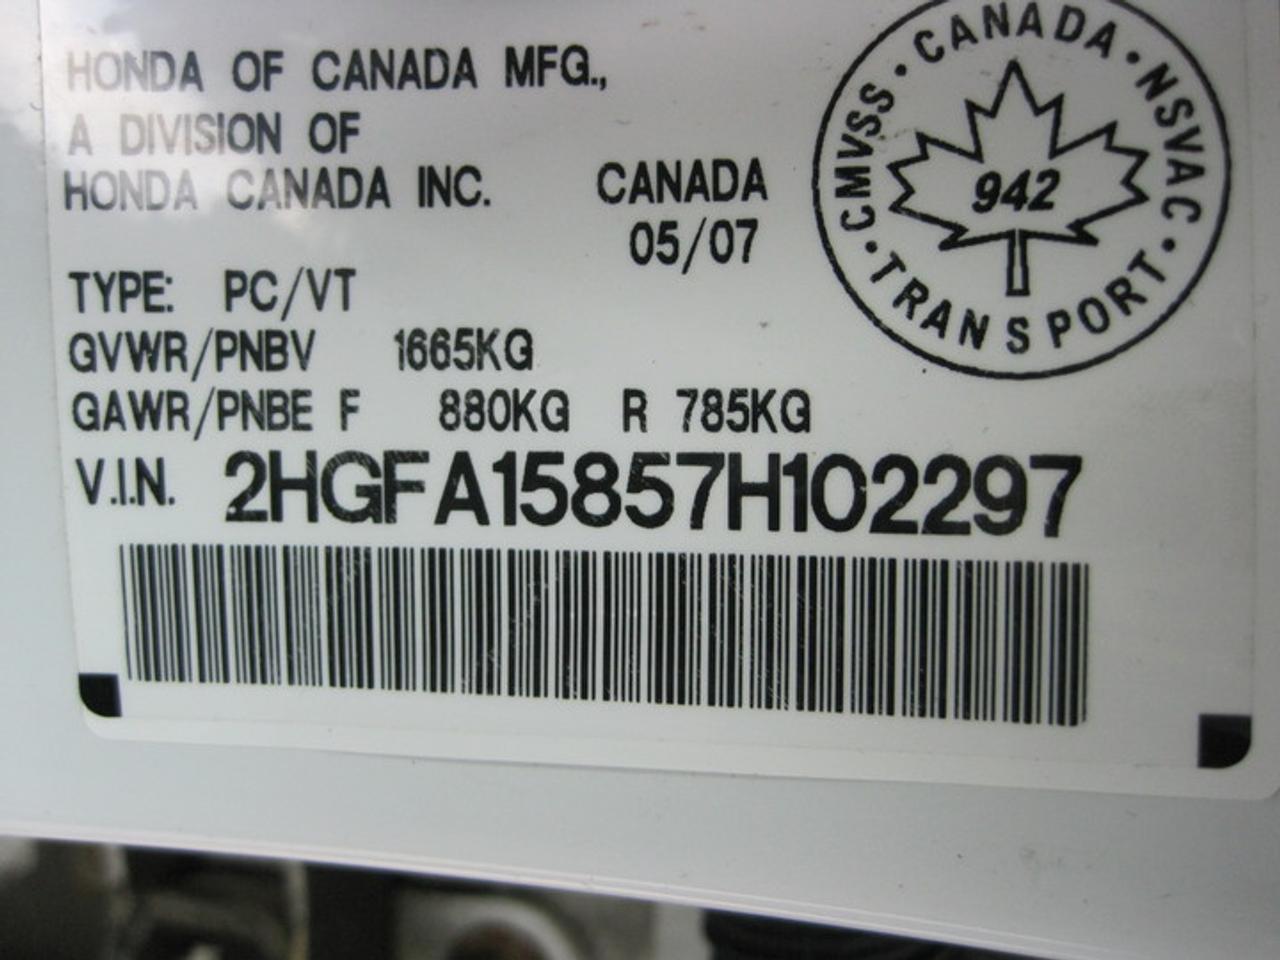 HONDA OF CANADA MFG.,
A DIVISION OF
HONDA CANADA INC.
CANADA
05/07
TYPE: PC/VT
GVWR/PNBV 1665KG
GAWR/PNBE F 880KG R 785KG
V.I.N. 2HGFA15857H102297
CMVSS • CANADA • NSVAC • TRANSPORT •
942